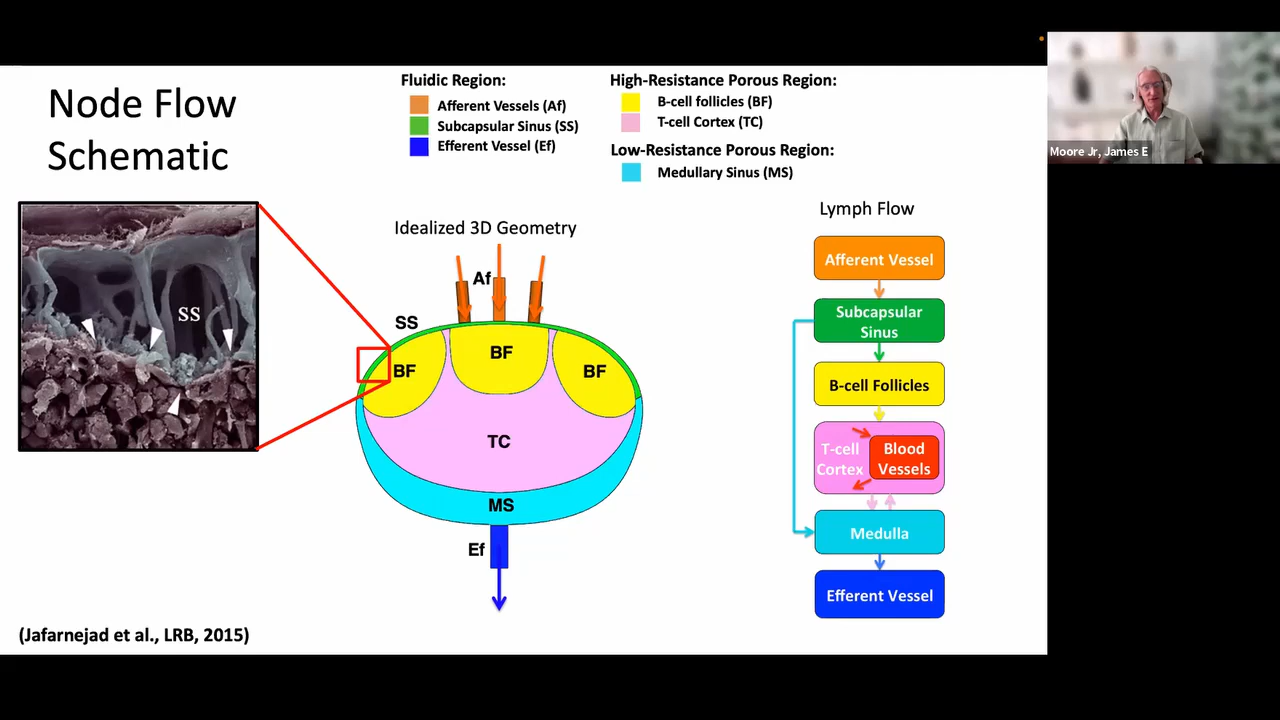 Node Flow
Schematic
Fluidic Region:
Afferent Vessels (Af)
Subcapsular Sinus (SS)
Efferent Vessel (Ef)
High-Resistance Porous Region:
B-cell follicles (BF)
T-cell Cortex (TC)
Low-Resistance Porous Region:
Medullary Sinus (MS)
Moore Jr, James E
SS
Idealized 3D Geometry
Af
SS
BF
BF
BF
TC
MS
Ef
Lymph Flow
Afferent Vessel
Subcapsular
Sinus
B-cell Follicles
T-cell
Cortex
Blood
Vessels
Medulla
Efferent Vessel
(Jafarnejad et al., LRB, 2015)